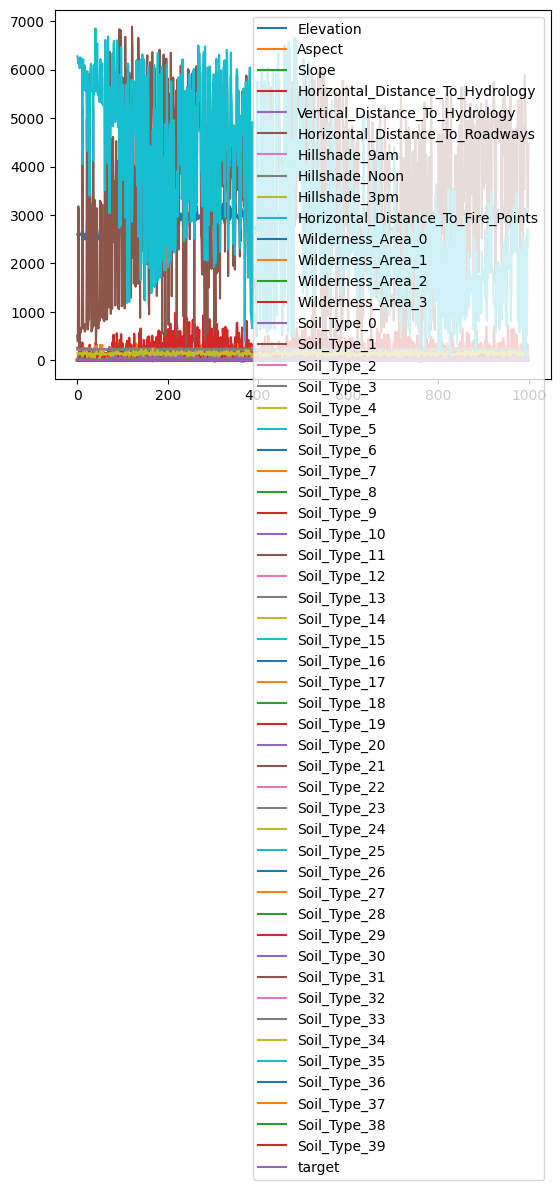 7000
6000
5000
4000
3000
2000
1000
0
0
200
400
600
800
1000
Elevation
Aspect
Slope
Horizontal_Distance_To_Hydrology
Vertical_Distance_To_Hydrology
Horizontal_Distance_To_Roadways
Hillshade_9am
Hillshade_Noon
Hillshade_3pm
Horizontal_Distance_To_Fire_Points
Wilderness_Area_0
Wilderness_Area_1
Wilderness_Area_2
Wilderness_Area_3
Soil_Type_0
Soil_Type_1
Soil_Type_2
Soil_Type_3
Soil_Type_4
Soil_Type_5
Soil_Type_6
Soil_Type_7
Soil_Type_8
Soil_Type_9
Soil_Type_10
Soil_Type_11
Soil_Type_12
Soil_Type_13
Soil_Type_14
Soil_Type_15
Soil_Type_16
Soil_Type_17
Soil_Type_18
Soil_Type_19
Soil_Type_20
Soil_Type_21
Soil_Type_22
Soil_Type_23
Soil_Type_24
Soil_Type_25
Soil_Type_26
Soil_Type_27
Soil_Type_28
Soil_Type_29
Soil_Type_30
Soil_Type_31
Soil_Type_32
Soil_Type_33
Soil_Type_34
Soil_Type_35
Soil_Type_36
Soil_Type_37
Soil_Type_38
Soil_Type_39
target